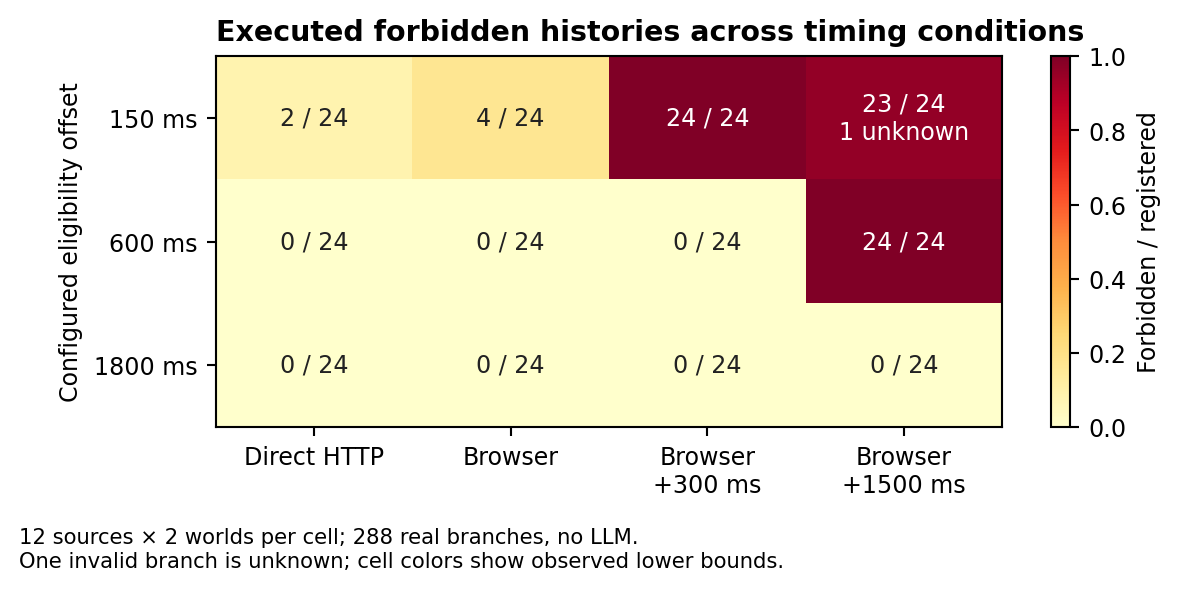 Executed forbidden histories across timing conditions
Configured eligibility offset
150 ms
2 / 24
4 / 24
24 / 24
23 / 24
1 unknown
600 ms
0 / 24
0 / 24
0 / 24
24 / 24
1800 ms
0 / 24
0 / 24
0 / 24
0 / 24
Direct HTTP
Browser
Browser
+300 ms
Browser
+1500 ms
1.0
0.8
0.6
0.4
0.2
0.0
Forbidden / registered
12 sources × 2 worlds per cell; 288 real branches, no LLM.
One invalid branch is unknown; cell colors show observed lower bounds.